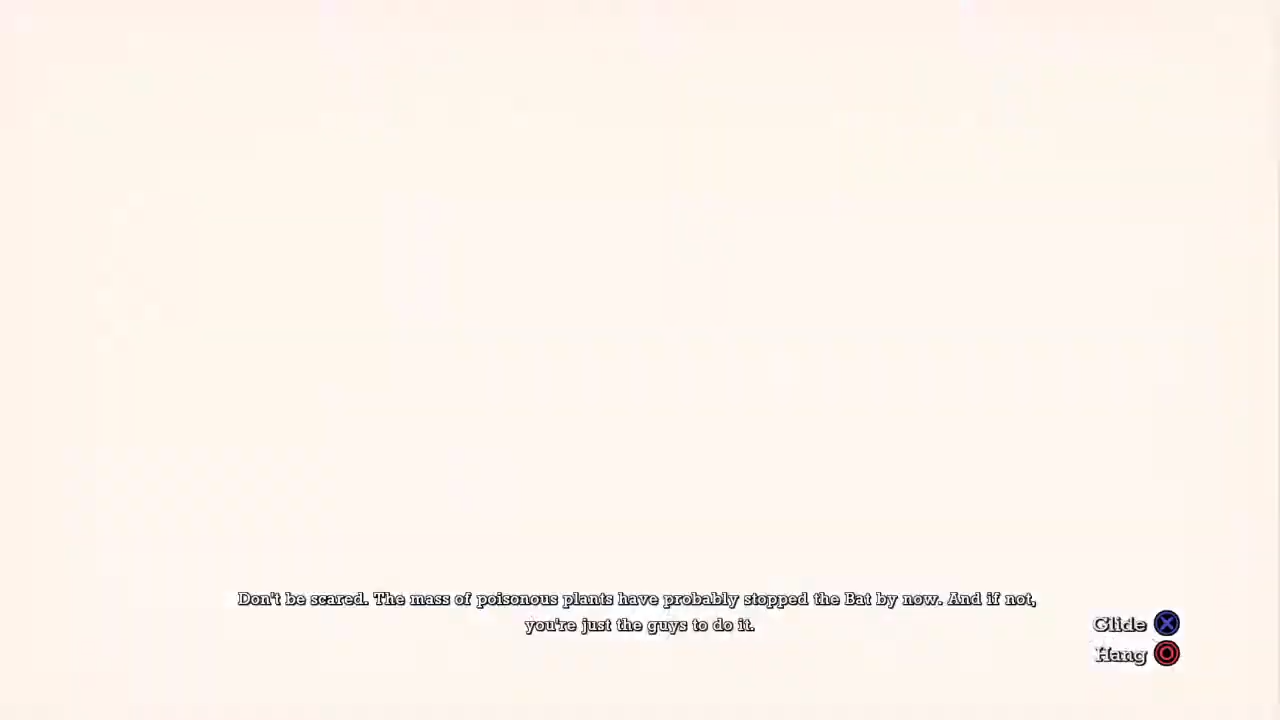 Don't be scared. The mass of poisonous plants have probably stopped the Bat by now. And if not,
you're just the guys to do it.
Glide
Hang